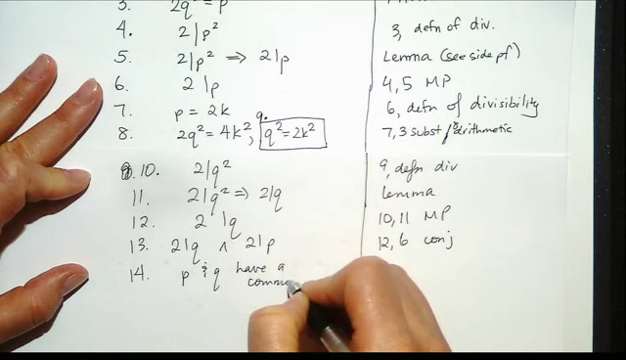 3. 2q² = p
4. 2|p² 3, defn of div.
5. 2|p² ⇒ 2|p Lemma (see side pf)
6. 2|p 4,5 MP
7. p = 2k 6, defn of divisibility
8. 2q² = 4k², 9. q² = 2k² 7,3 subst / arithmetic
10. 2|q² 9, defn div
11. 2|q² ⇒ 2|q Lemma
12. 2|q 10, 11 MP
13. 2|q ∧ 2|p 12, 6 conj
14. p & q have a
commo